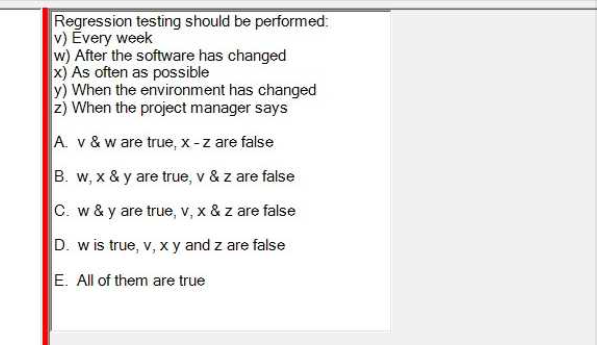 Regression testing should be performed:
v) Every week
w) After the software has changed
x) As often as possible
y) When the environment has changed
z) When the project manager says
A. v & w are true, x - z are false
B. w, x & y are true, v & z are false
C. w & y are true, v, x & z are false
D. w is true, v, x y and z are false
E. All of them are true